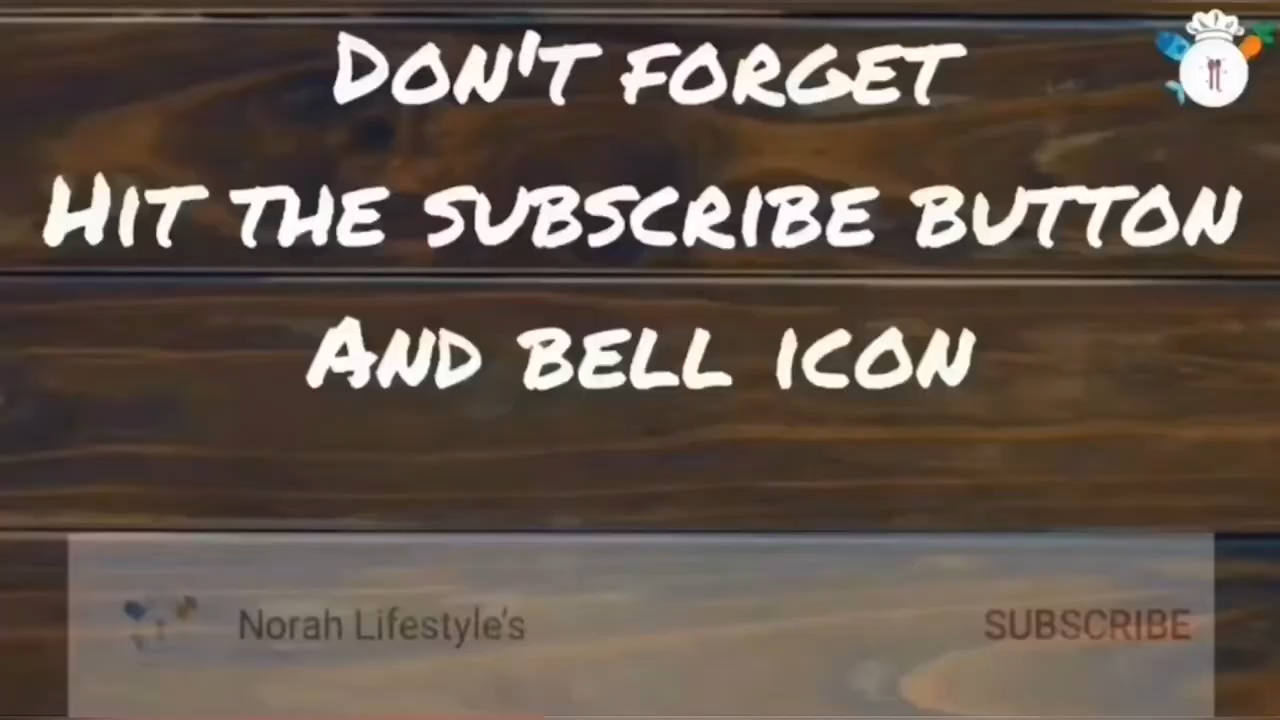 DON'T FORGET
HIT THE SUBSCRIBE BUTTON
AND BELL ICON
Norah Lifestyle's SUBSCRIBE